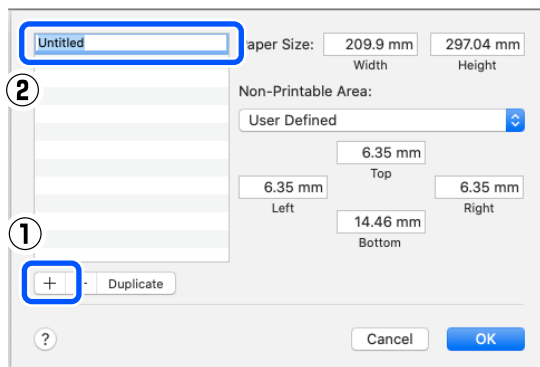 Untitled
Paper Size: 209.9 mm 297.04 mm
Width Height
②
Non-Printable Area:
User Defined
6.35 mm
Top
6.35 mm 6.35 mm
Left Right
①
14.46 mm
Bottom
+ - Duplicate
? Cancel OK